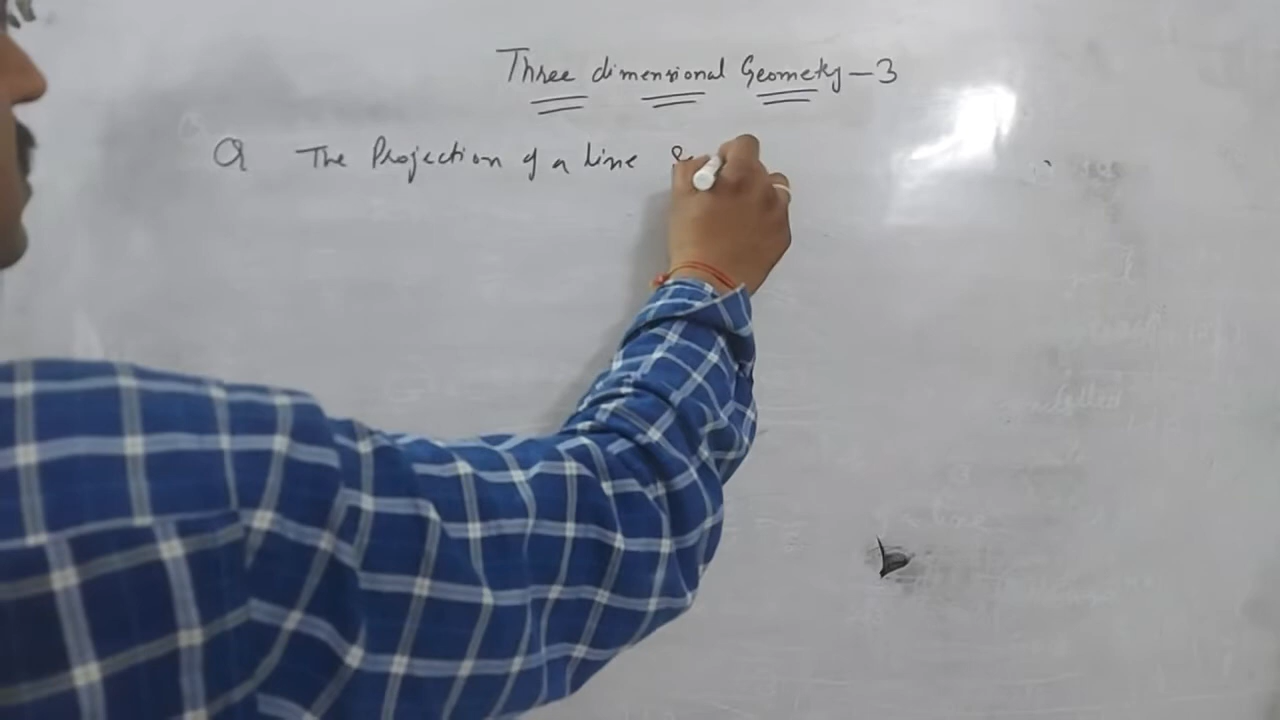 Three dimensional Geometry-3
Q The Projection of a line